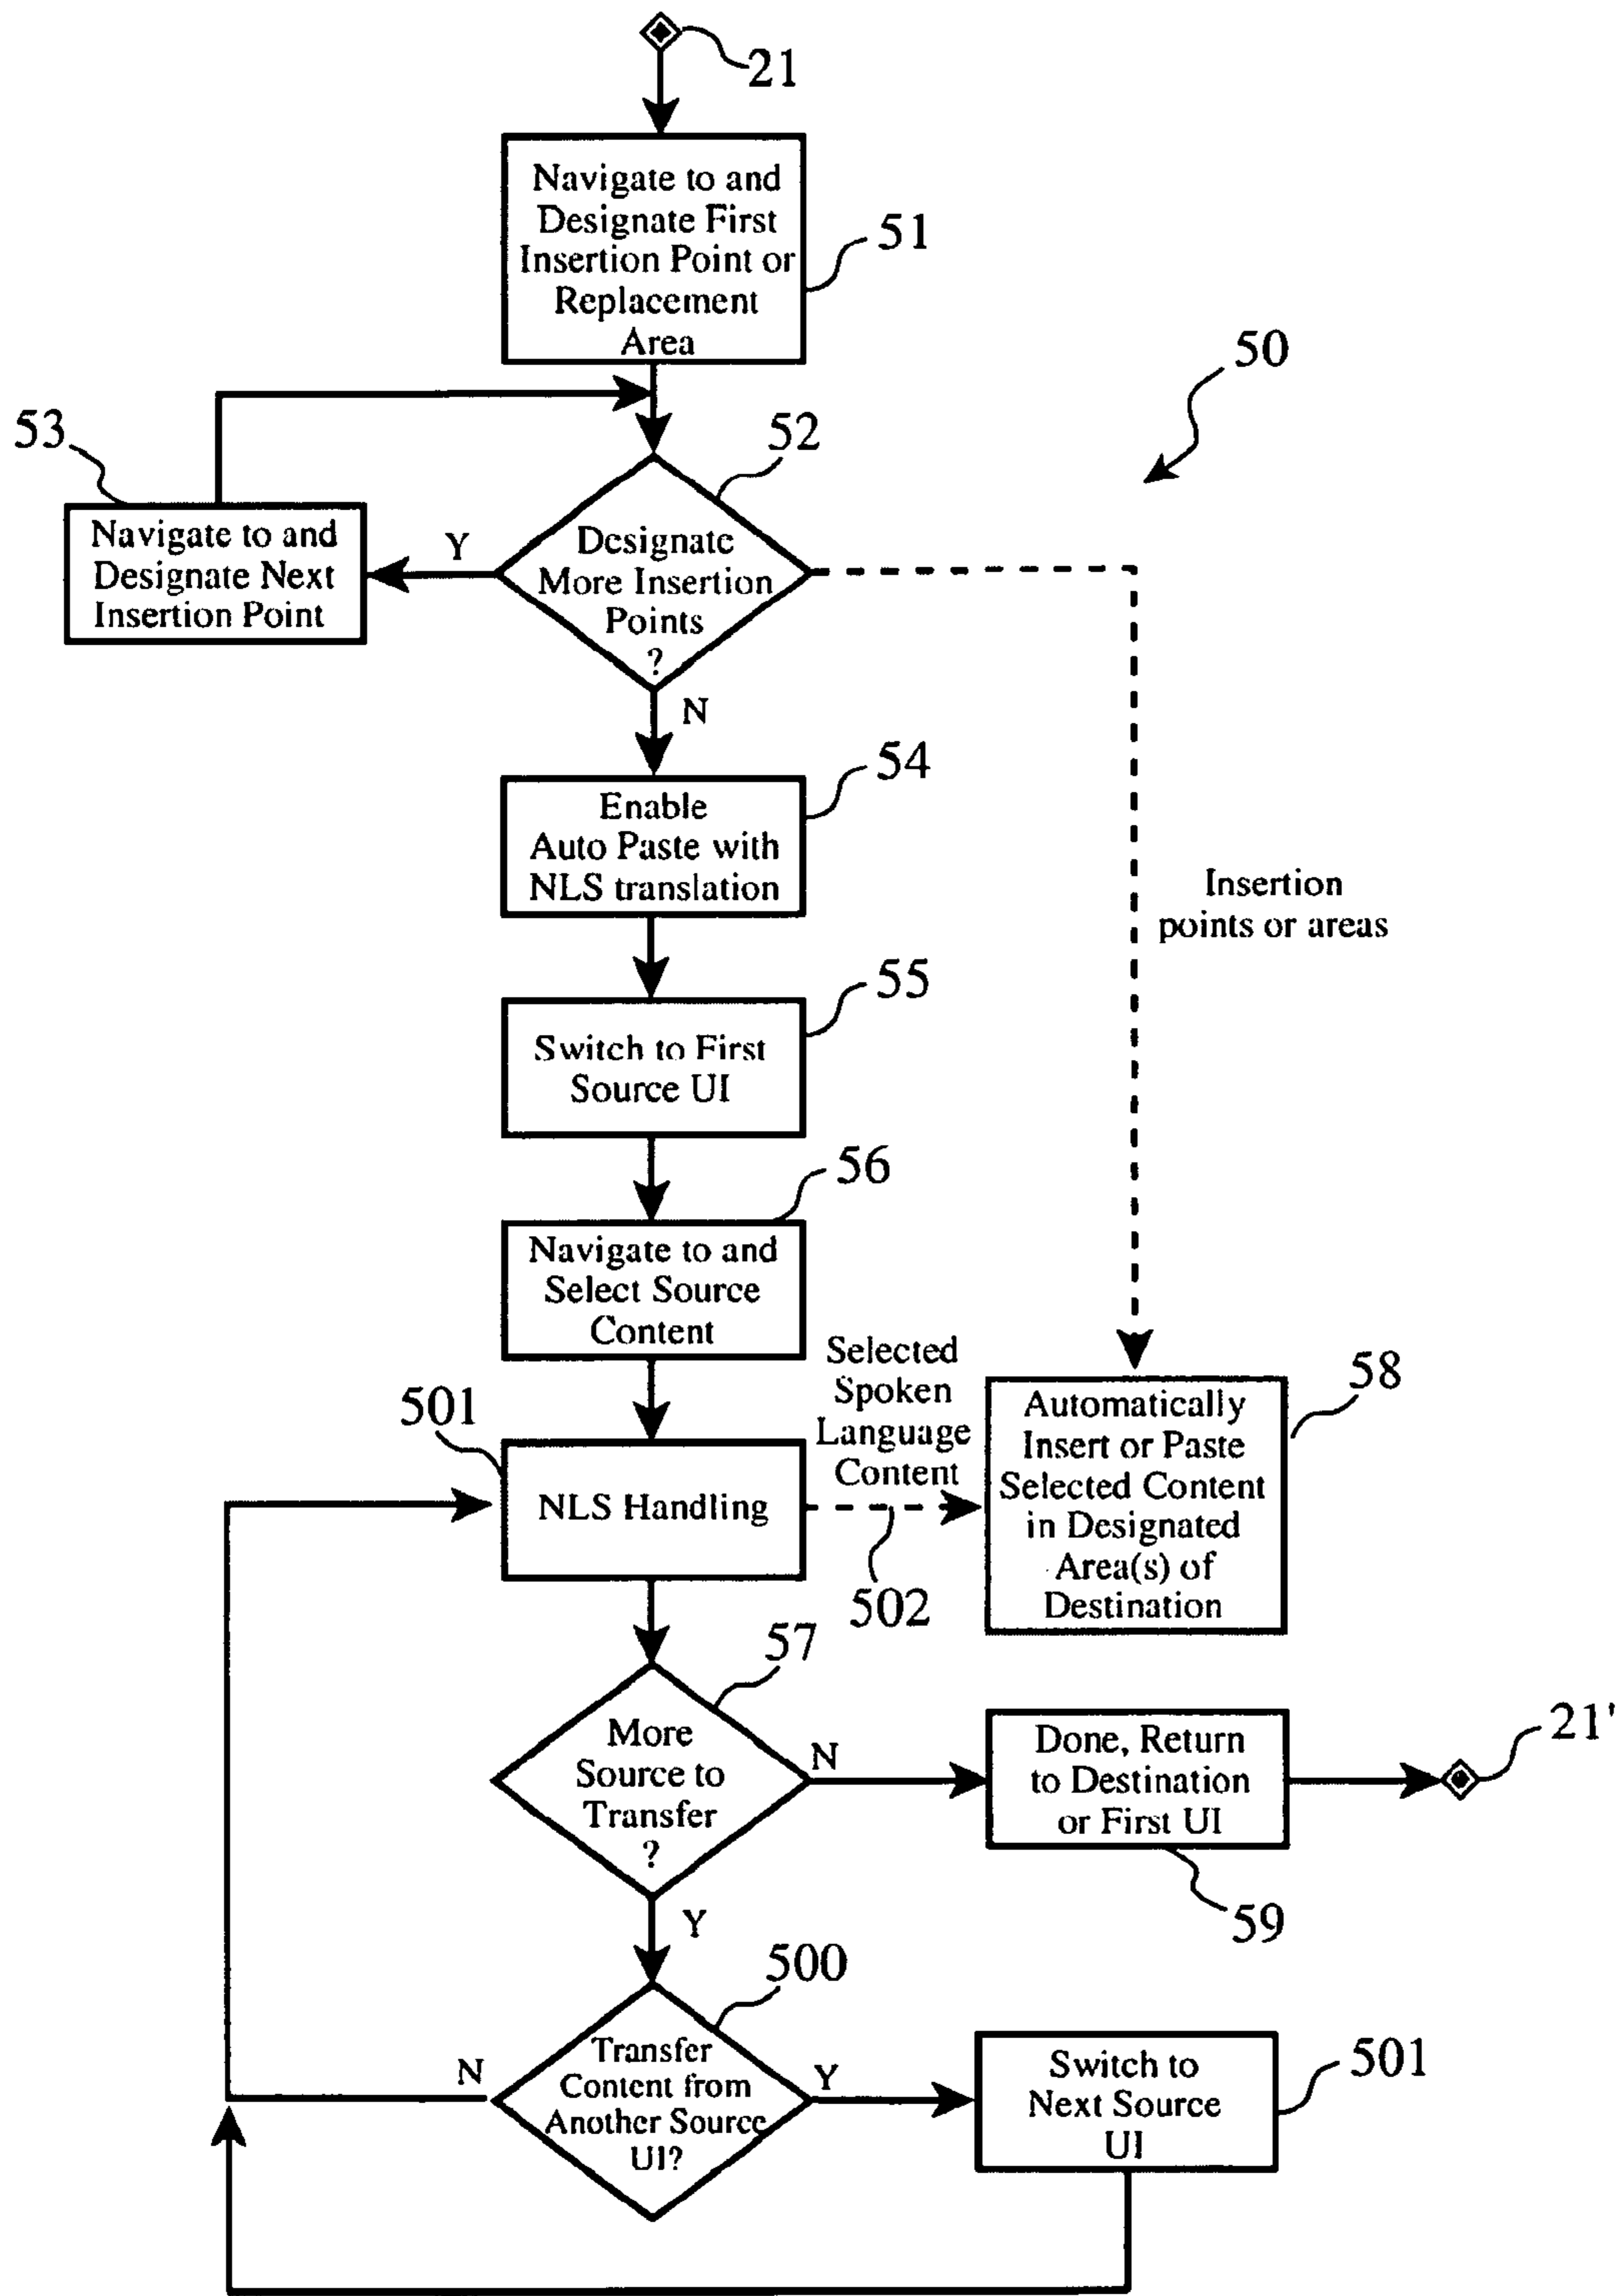 21
Navigate to and
Designate First
Insertion Point or
Replacement
Area
51
50
53
52
Navigate to and
Designate Next
Insertion Point
Y
Designate
More Insertion
Points
?
N
54
Enable
Auto Paste with
NLS translation
Insertion
points or areas
55
Switch to First
Source UI
56
Navigate to and
Select Source
Content
Selected
Spoken
Language
Content
58
Automatically
Insert or Paste
Selected Content
in Designated
Area(s) of
Destination
501
NLS Handling
502
57
More
Source to
Transfer
?
N
Done, Return
to Destination
or First UI
21'
59
Y
500
Transfer
Content from
Another Source
UI?
N
Y
Switch to
Next Source
UI
501